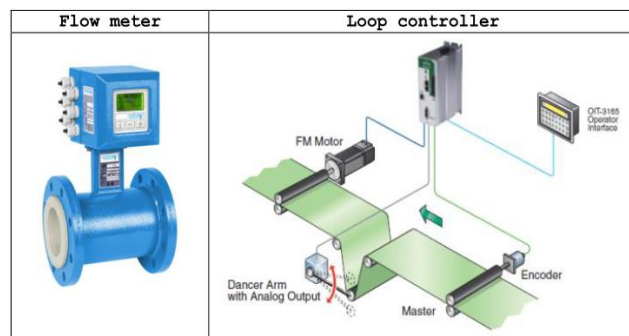 Flow meter
Loop controller
FM Motor
OIT-3165
Operator
Interface
Dancer Arm
with Analog Output
Encoder
Master